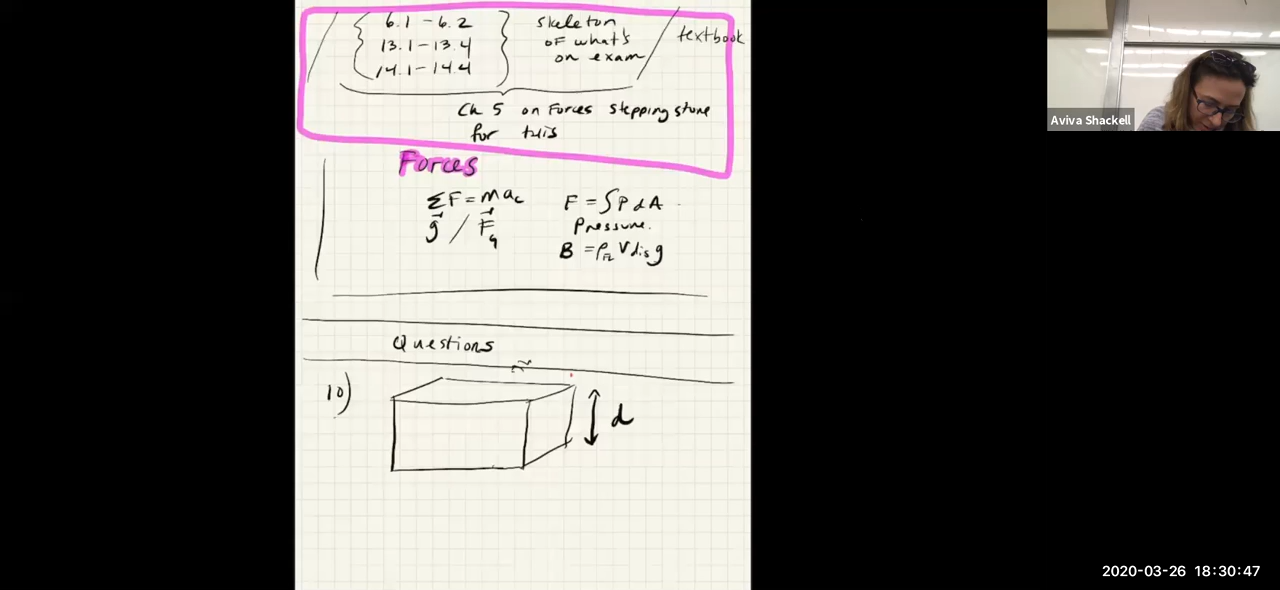 6.1 - 6.2
13.1 - 13.4
14.1 - 14.4
skeleton
of what's
on exam
textbook
Ch 5 on Forces stepping stone
for this
Forces
ΣF = mac
g / Fg
F = ∫PdA
Pressure.
B = ρFL Vdis g
Questions
10)
d
Aviva Shackell
2020-03-26 18:30:47